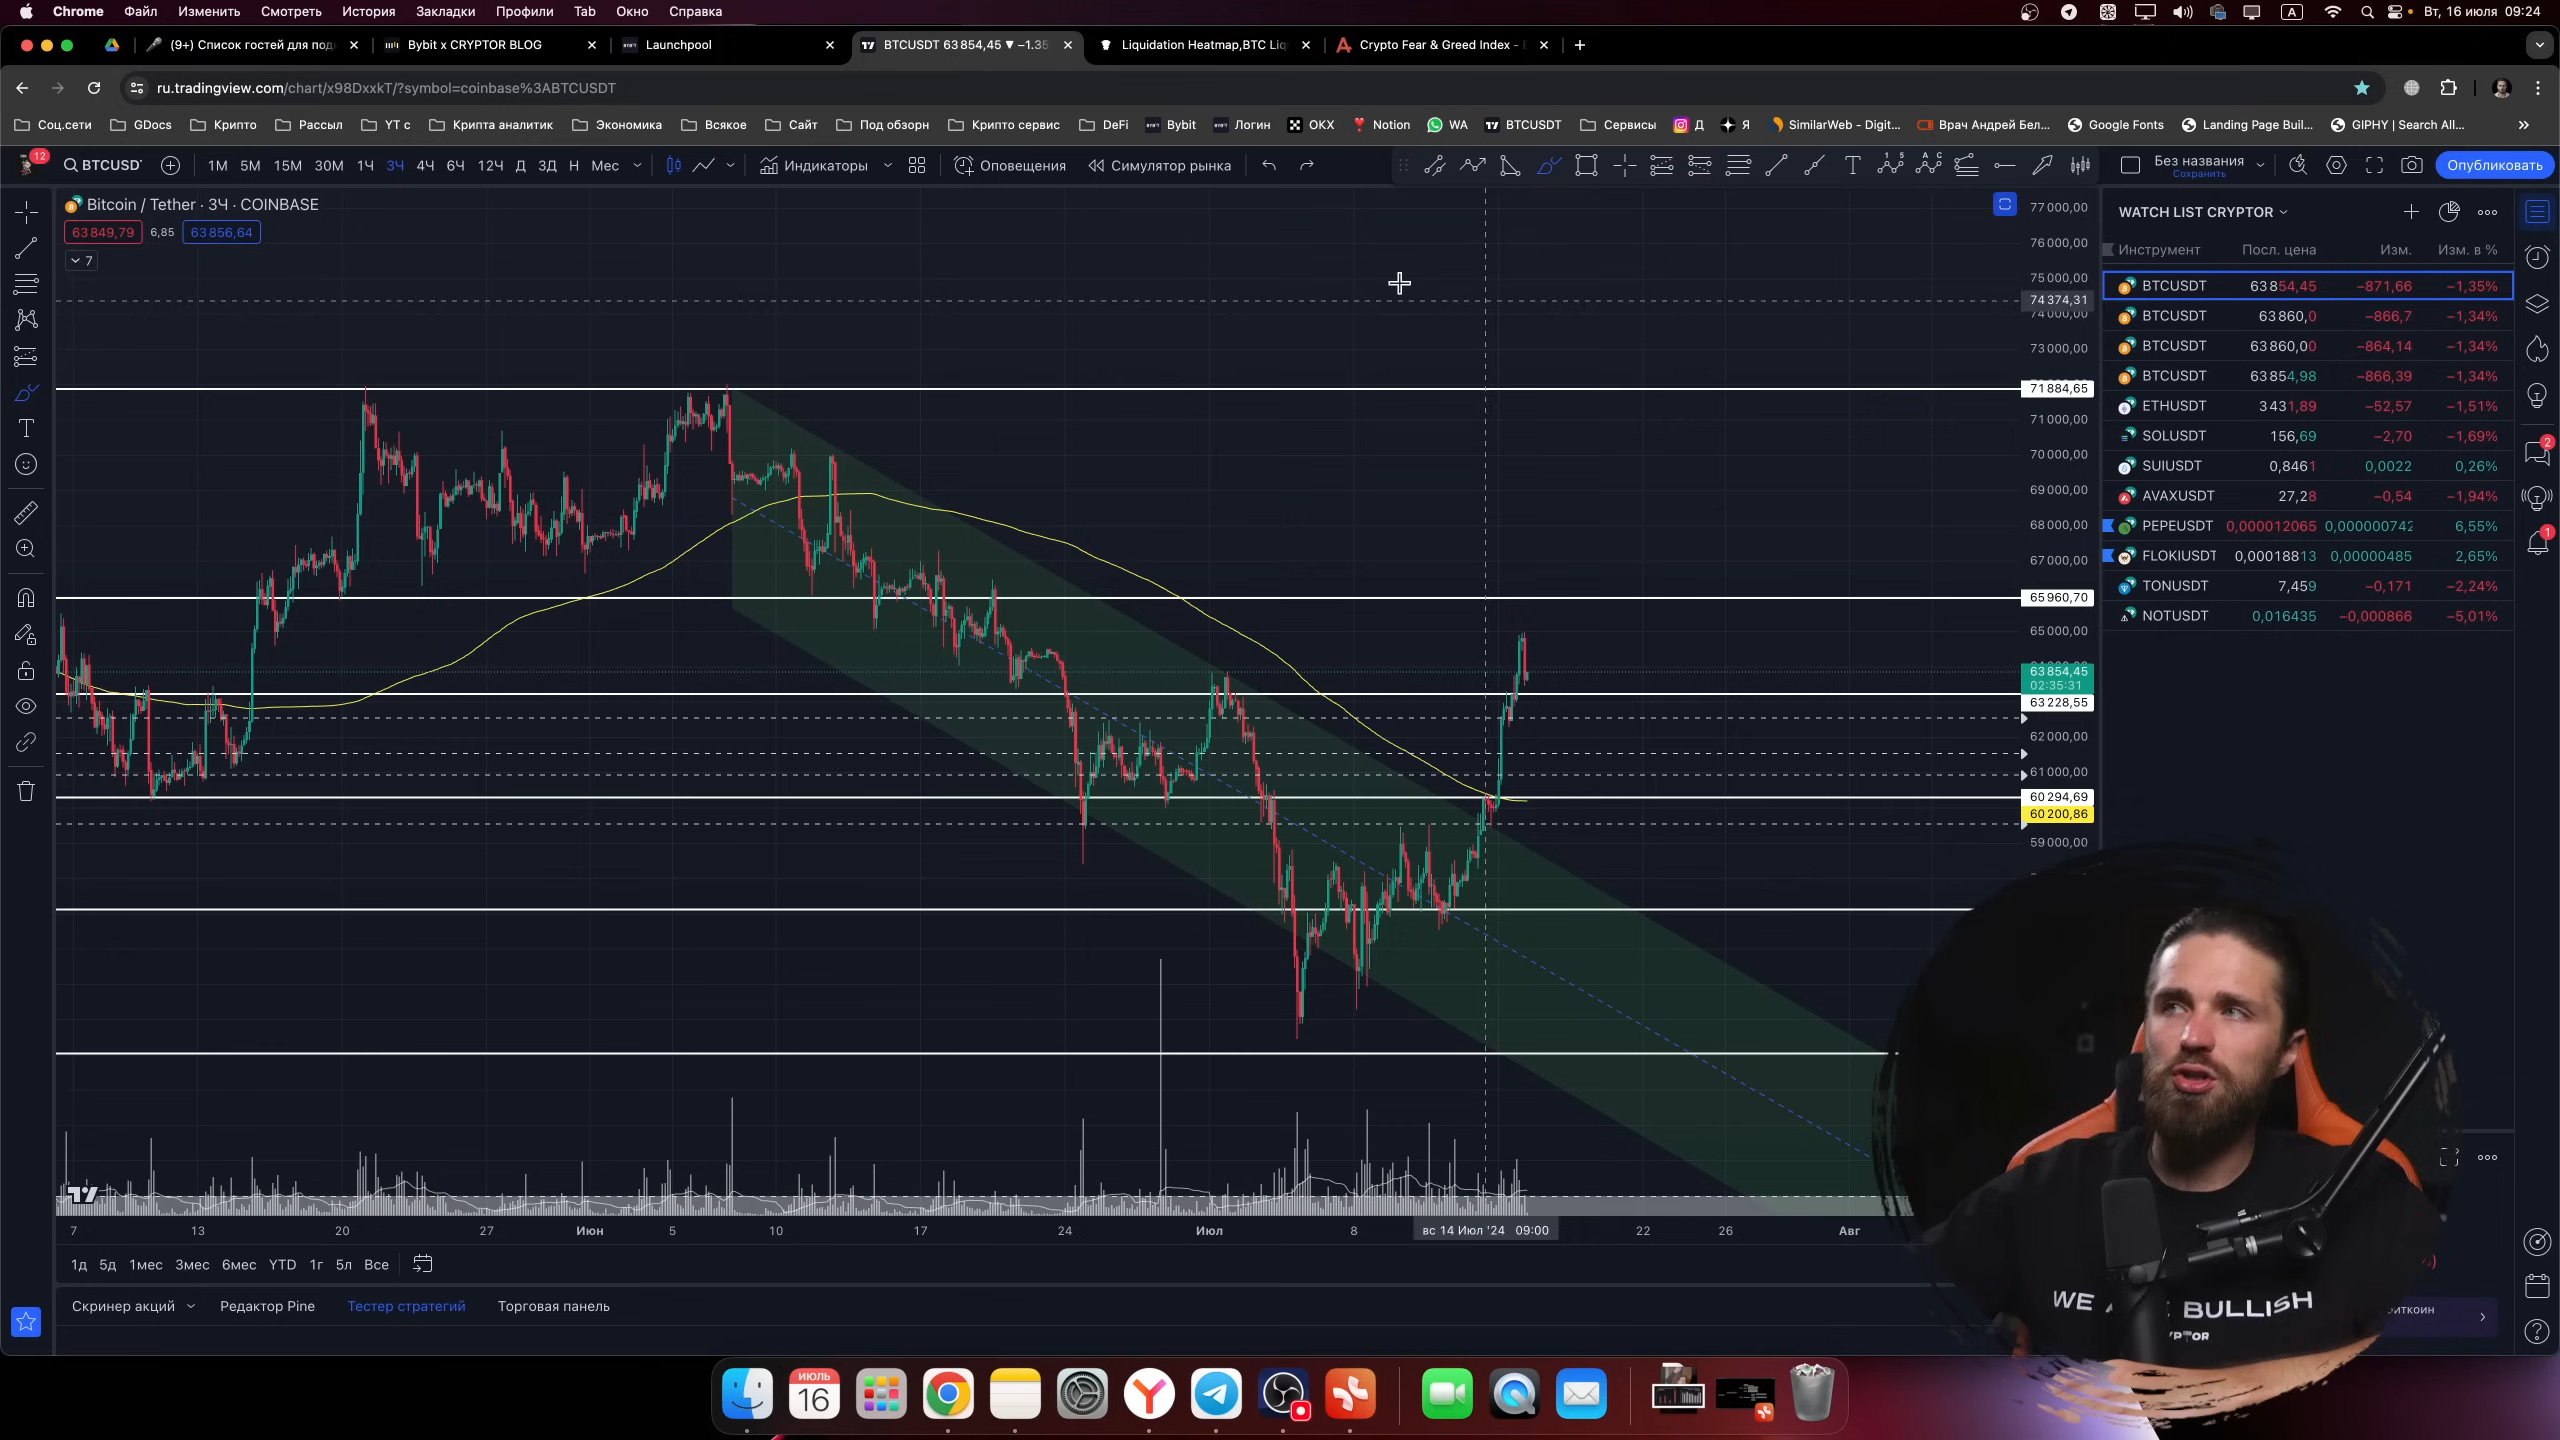 Chrome Файл Изменить Смотреть История Закладки Профили Tab Окно Справка
A Вт, 16 июля 09:24
(9+) Список гостей для под
Bybit x CRYPTOR BLOG
Launchpool
BTCUSDT 63 854,45 ▼ −1.35
Liquidation Heatmap,BTC Liq
Crypto Fear & Greed Index -
ru.tradingview.com/chart/x98DxxkT/?symbol=coinbase%3ABTCUSDT
Соц.сети GDocs Крипто Рассыл YT с Крипта аналитик Экономика Всякое Сайт Под обзорн Крипто сервис DeFi Bybit Логин OKX Notion WA BTCUSDT Сервисы Д Я SimilarWeb - Digit... Врач Андрей Бел... Google Fonts Landing Page Buil... GIPHY | Search All... »
12
BTCUSD 1М 5М 15М 30М 1Ч 3Ч 4Ч 6Ч 12Ч Д 3Д Н Мес Индикаторы Оповещения Симулятор рынка
Без названия
Сохранить
Опубликовать
Bitcoin / Tether · 3Ч · COINBASE
63 849,79 6,85 63 856,64
7
77 000,00
76 000,00
75 000,00
74 374,31
74 000,00
73 000,00
71 884,65
71 000,00
70 000,00
69 000,00
68 000,00
67 000,00
65 960,70
65 000,00
63 854,45
02:35:31
63 228,55
62 000,00
61 000,00
60 294,69
60 200,86
59 000,00
7 13 20 27 Июн 5 10 17 24 Июл 8 вс 14 Июл '24 09:00 22 26 Авг
1д 5д 1мес 3мес 6мес YTD 1г 5л Все
Скринер акций Редактор Pine Тестер стратегий Торговая панель
WATCH LIST CRYPTOR
Инструмент Посл. цена Изм. Изм. в %
BTCUSDT 63 854,45 −871,66 −1,35%
BTCUSDT 63 860,0 −866,7 −1,34%
BTCUSDT 63 860,00 −864,14 −1,34%
BTCUSDT 63 854,98 −866,39 −1,34%
ETHUSDT 3 431,89 −52,57 −1,51%
SOLUSDT 156,69 −2,70 −1,69%
SUIUSDT 0,8461 0,0022 0,26%
AVAXUSDT 27,28 −0,54 −1,94%
PEPEUSDT 0,000012065 0,000000742 6,55%
FLOKIUSDT 0,00018813 0,00000485 2,65%
TONUSDT 7,459 −0,171 −2,24%
NOTUSDT 0,016435 −0,000866 −5,01%
2
1
WE BULLISH
ИЮЛЬ
16